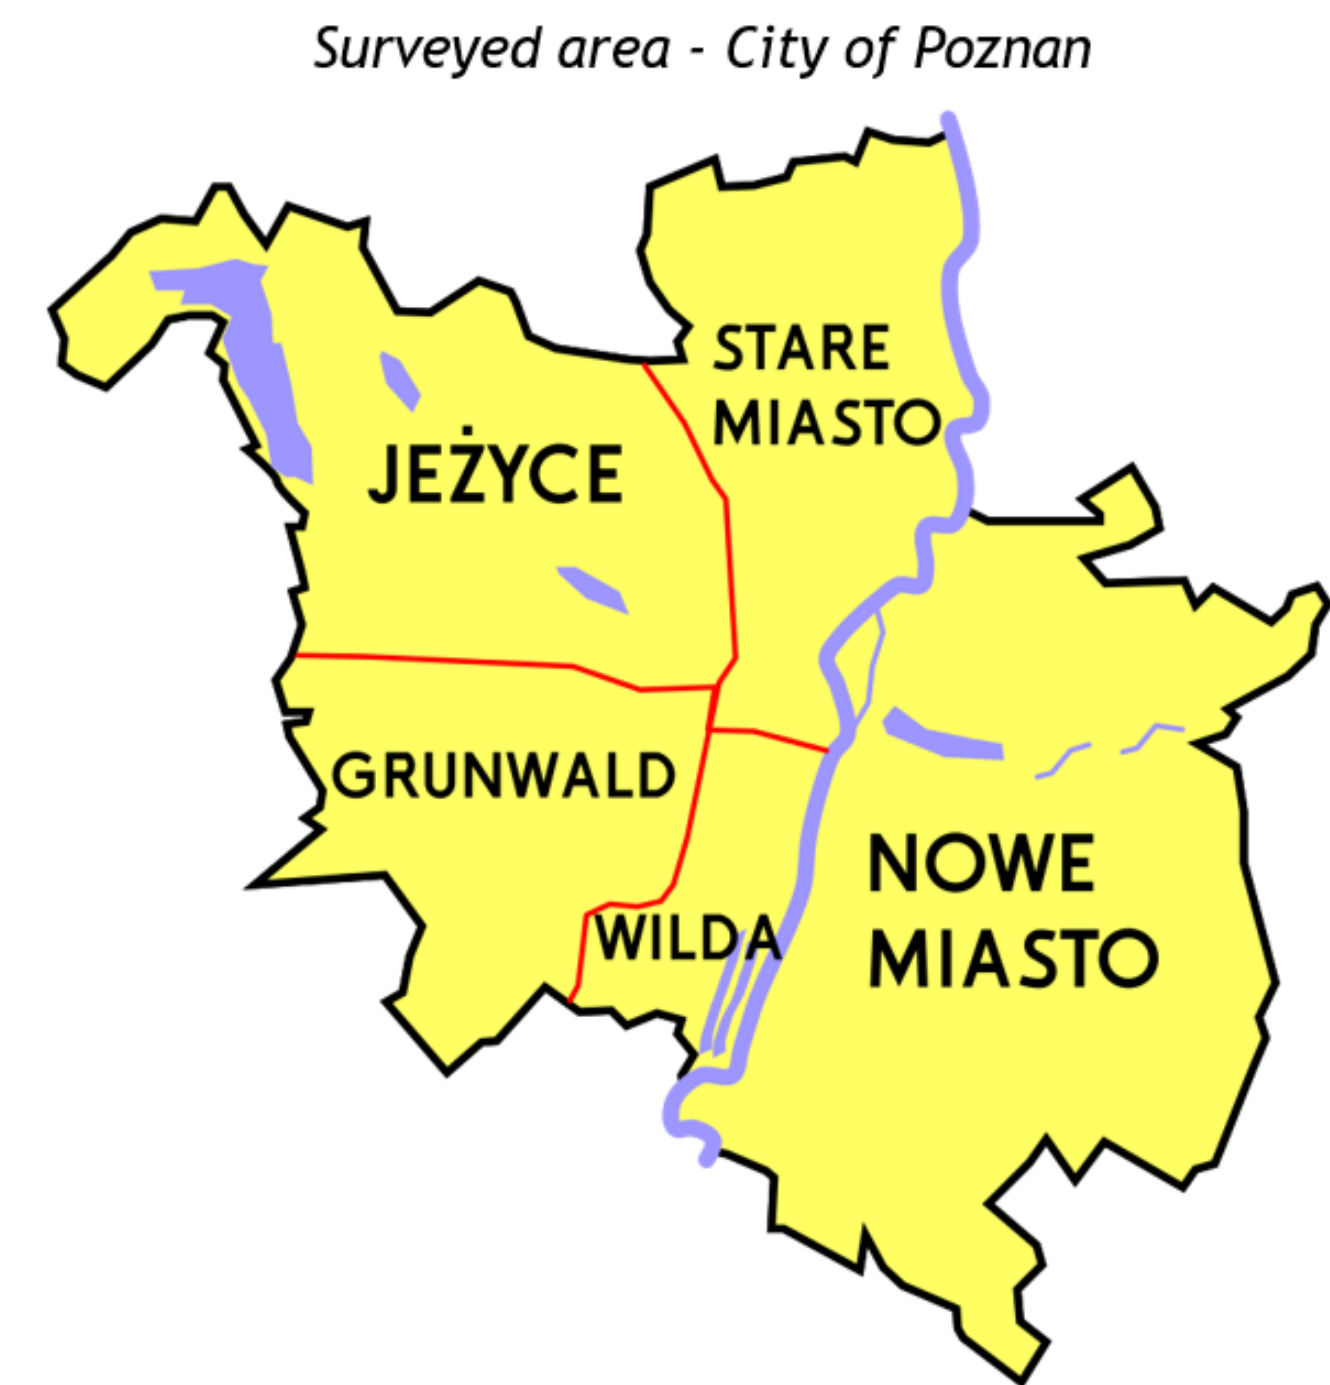 Surveyed area - City of Poznan
STARE
MIASTO
JEŻYCE
GRUNWALD
NOWE
MIASTO
WILDA